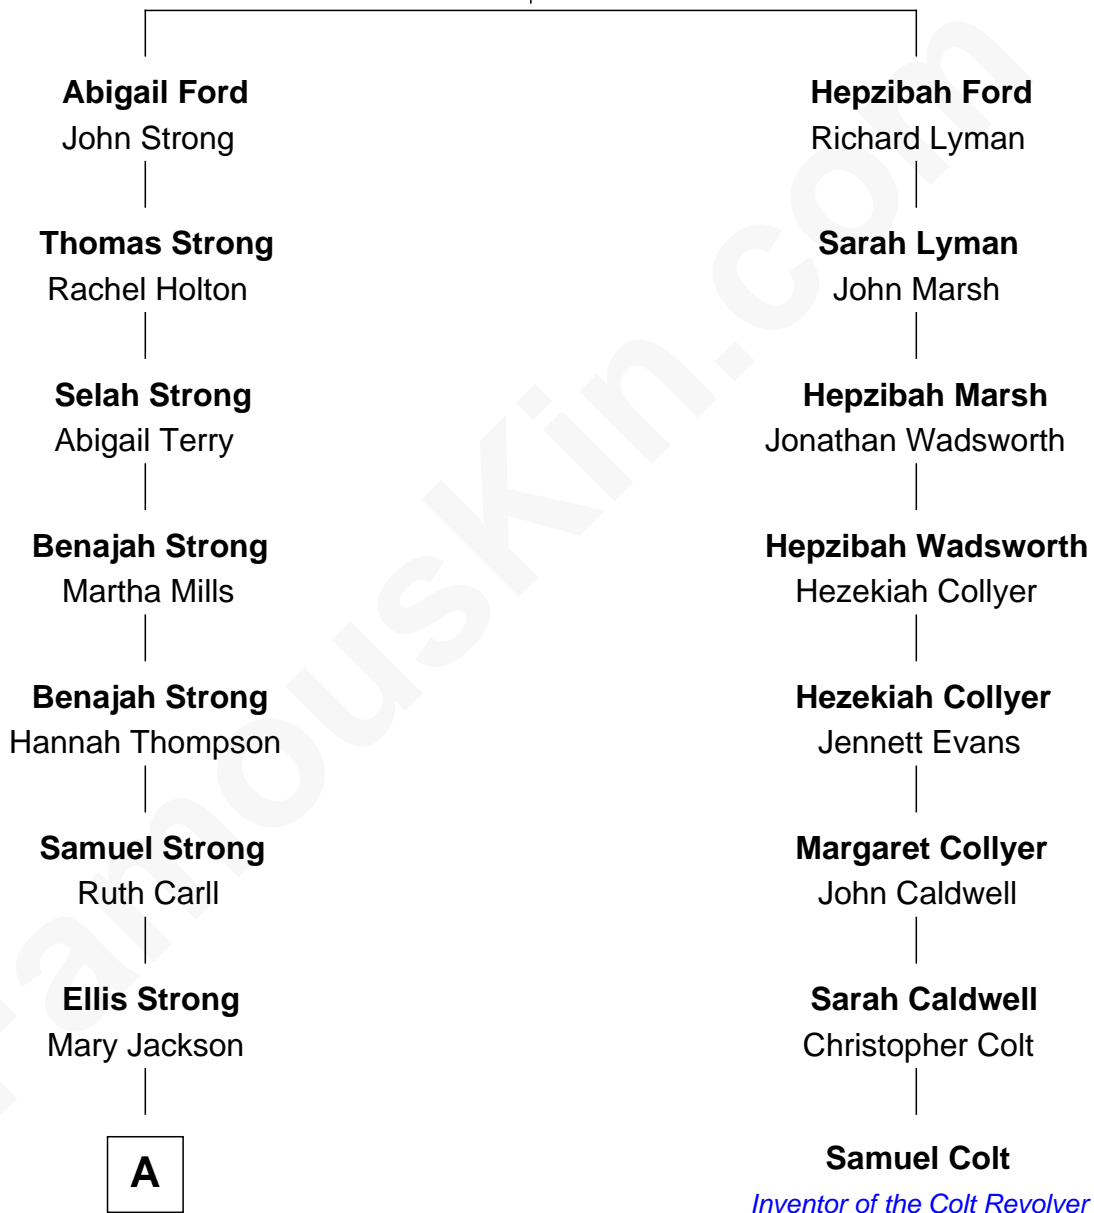 Abigail Ford
John Strong
Hepzibah Ford
Richard Lyman
Thomas Strong
Rachel Holton
Sarah Lyman
John Marsh
Selah Strong
Abigail Terry
Hepzibah Marsh
Jonathan Wadsworth
Benajah Strong
Martha Mills
Hepzibah Wadsworth
Hezekiah Collyer
Benajah Strong
Hannah Thompson
Hezekiah Collyer
Jennett Evans
Samuel Strong
Ruth Carll
Margaret Collyer
John Caldwell
Ellis Strong
Mary Jackson
Sarah Caldwell
Christopher Colt
A
Samuel Colt
Inventor of the Colt Revolver
FamousKin.com